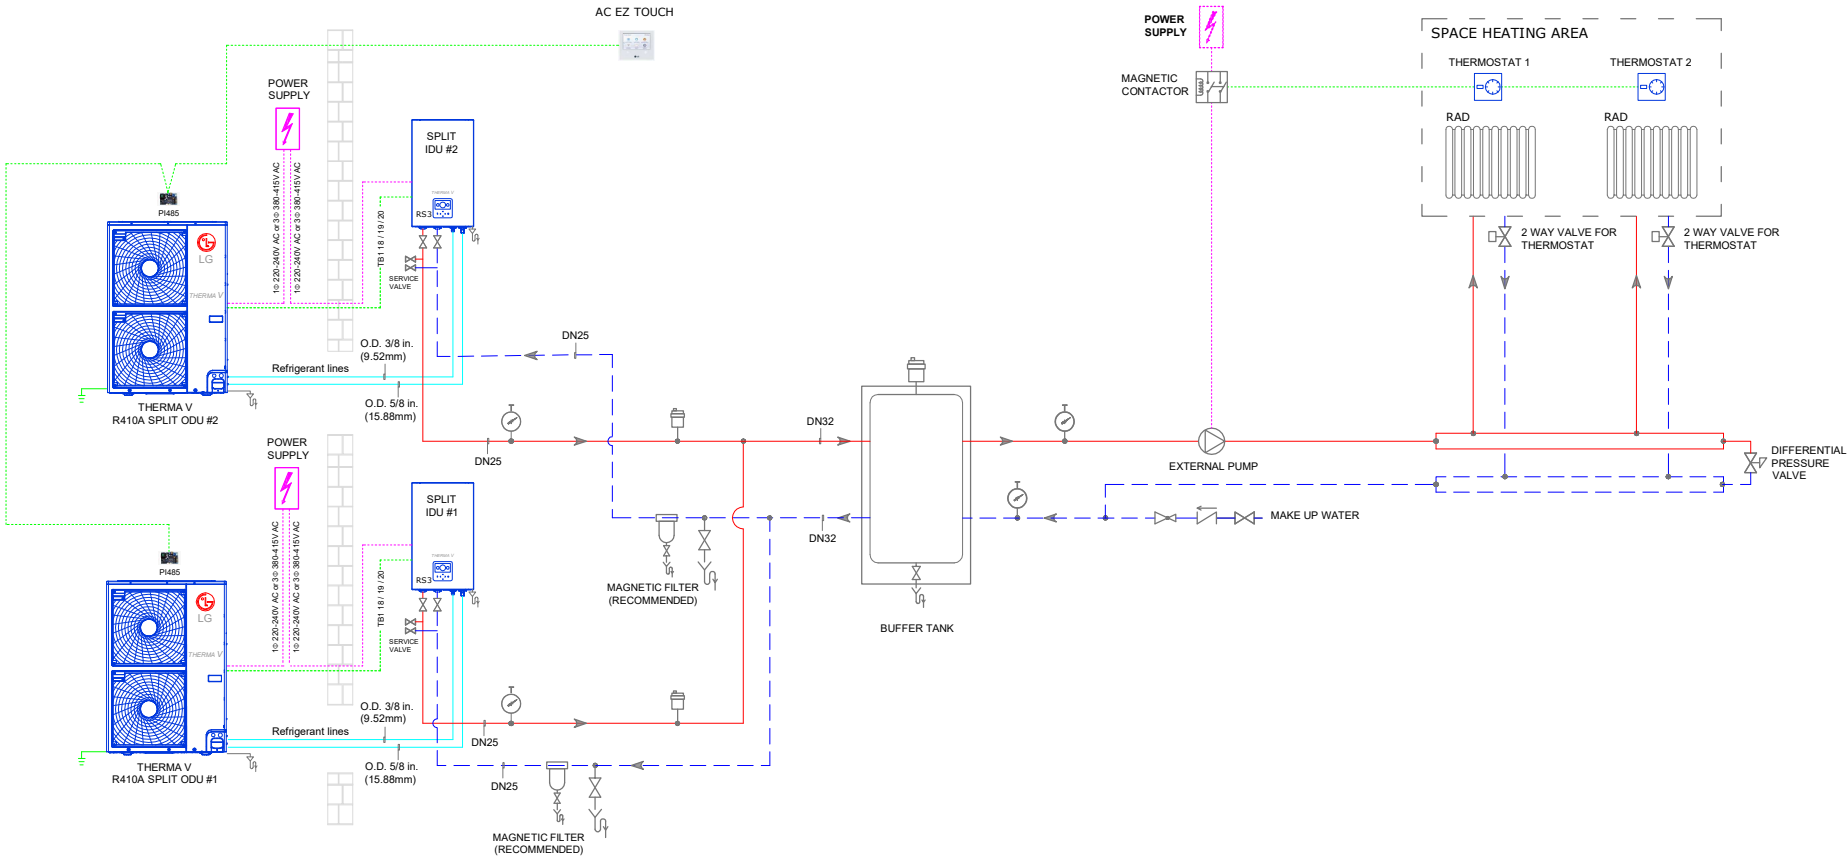 AC EZ TOUCH
POWER
SUPPLY
SPACE HEATING AREA
THERMOSTAT 1
THERMOSTAT 2
MAGNETIC
CONTACTOR
RAD
RAD
POWER
SUPPLY
1Φ 220-240V AC or 3Φ 380-415V AC
1Φ 220-240V AC or 3Φ 380-415V AC
SPLIT
IDU #2
THERMA V
RS3
TB1 18 / 19 / 20
SERVICE
VALVE
PI485
LG
THERMA V
2 WAY VALVE FOR
THERMOSTAT
2 WAY VALVE FOR
THERMOSTAT
O.D. 3/8 in.
(9.52mm)
DN25
Refrigerant lines
O.D. 5/8 in.
(15.88mm)
THERMA V
R410A SPLIT ODU #2
DN25
DN32
EXTERNAL PUMP
DIFFERENTIAL
PRESSURE
VALVE
POWER
SUPPLY
1Φ 220-240V AC or 3Φ 380-415V AC
1Φ 220-240V AC or 3Φ 380-415V AC
SPLIT
IDU #1
THERMA V
RS3
TB1 18 / 19 / 20
SERVICE
VALVE
DN32
MAKE UP WATER
MAGNETIC FILTER
(RECOMMENDED)
BUFFER TANK
PI485
LG
THERMA V
O.D. 3/8 in.
(9.52mm)
Refrigerant lines
DN25
O.D. 5/8 in.
(15.88mm)
DN25
THERMA V
R410A SPLIT ODU #1
MAGNETIC FILTER
(RECOMMENDED)